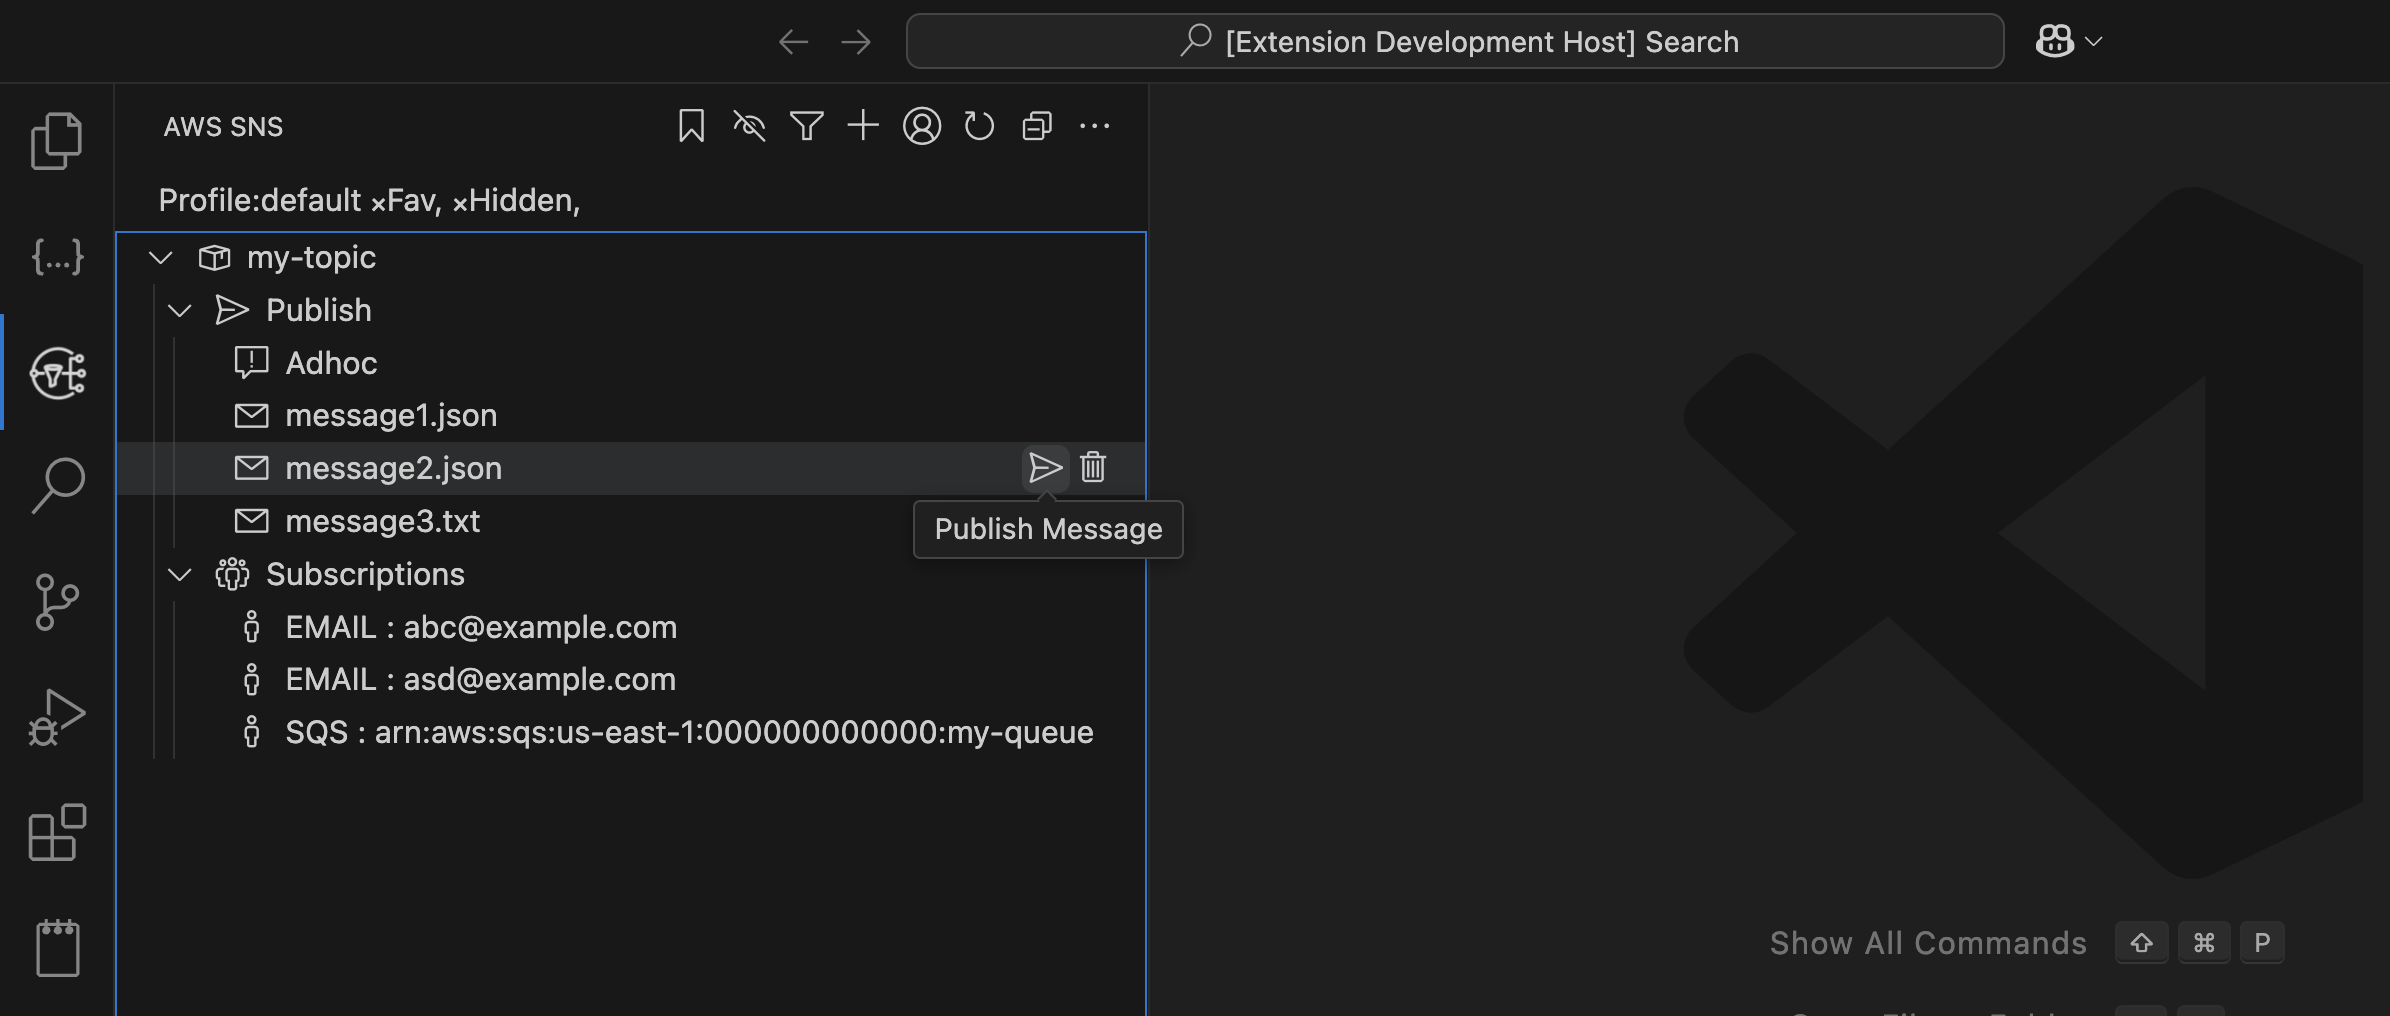 [Extension Development Host] Search
AWS SNS
Profile:default ×Fav, ×Hidden,
my-topic
Publish
Adhoc
message1.json
message2.json
Publish Message
message3.txt
Subscriptions
EMAIL : abc@example.com
EMAIL : asd@example.com
SQS : arn:aws:sqs:us-east-1:000000000000:my-queue
Show All Commands ⇧ ⌘ P